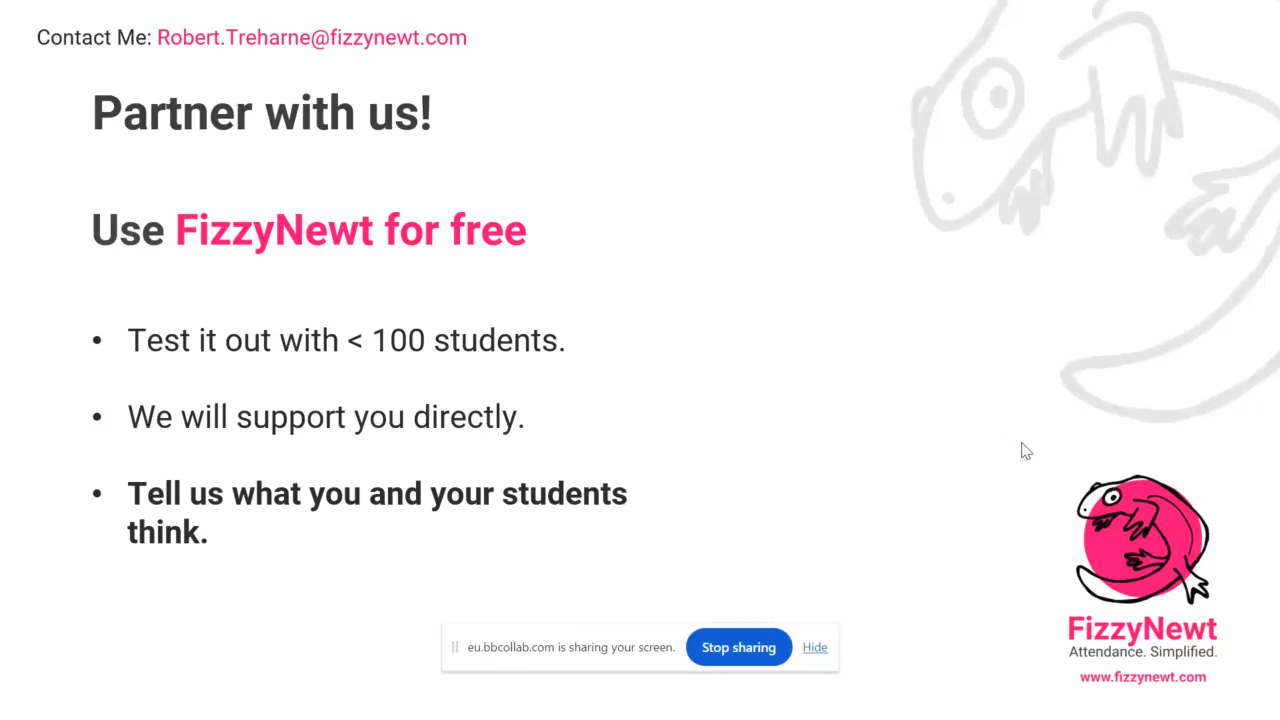 Contact Me: Robert.Treharne@fizzynewt.com
Partner with us!
Use FizzyNewt for free
• Test it out with < 100 students.
• We will support you directly.
• Tell us what you and your students
think.
eu.bbcollab.com is sharing your screen. Stop sharing Hide
FizzyNewt
Attendance. Simplified.
www.fizzynewt.com